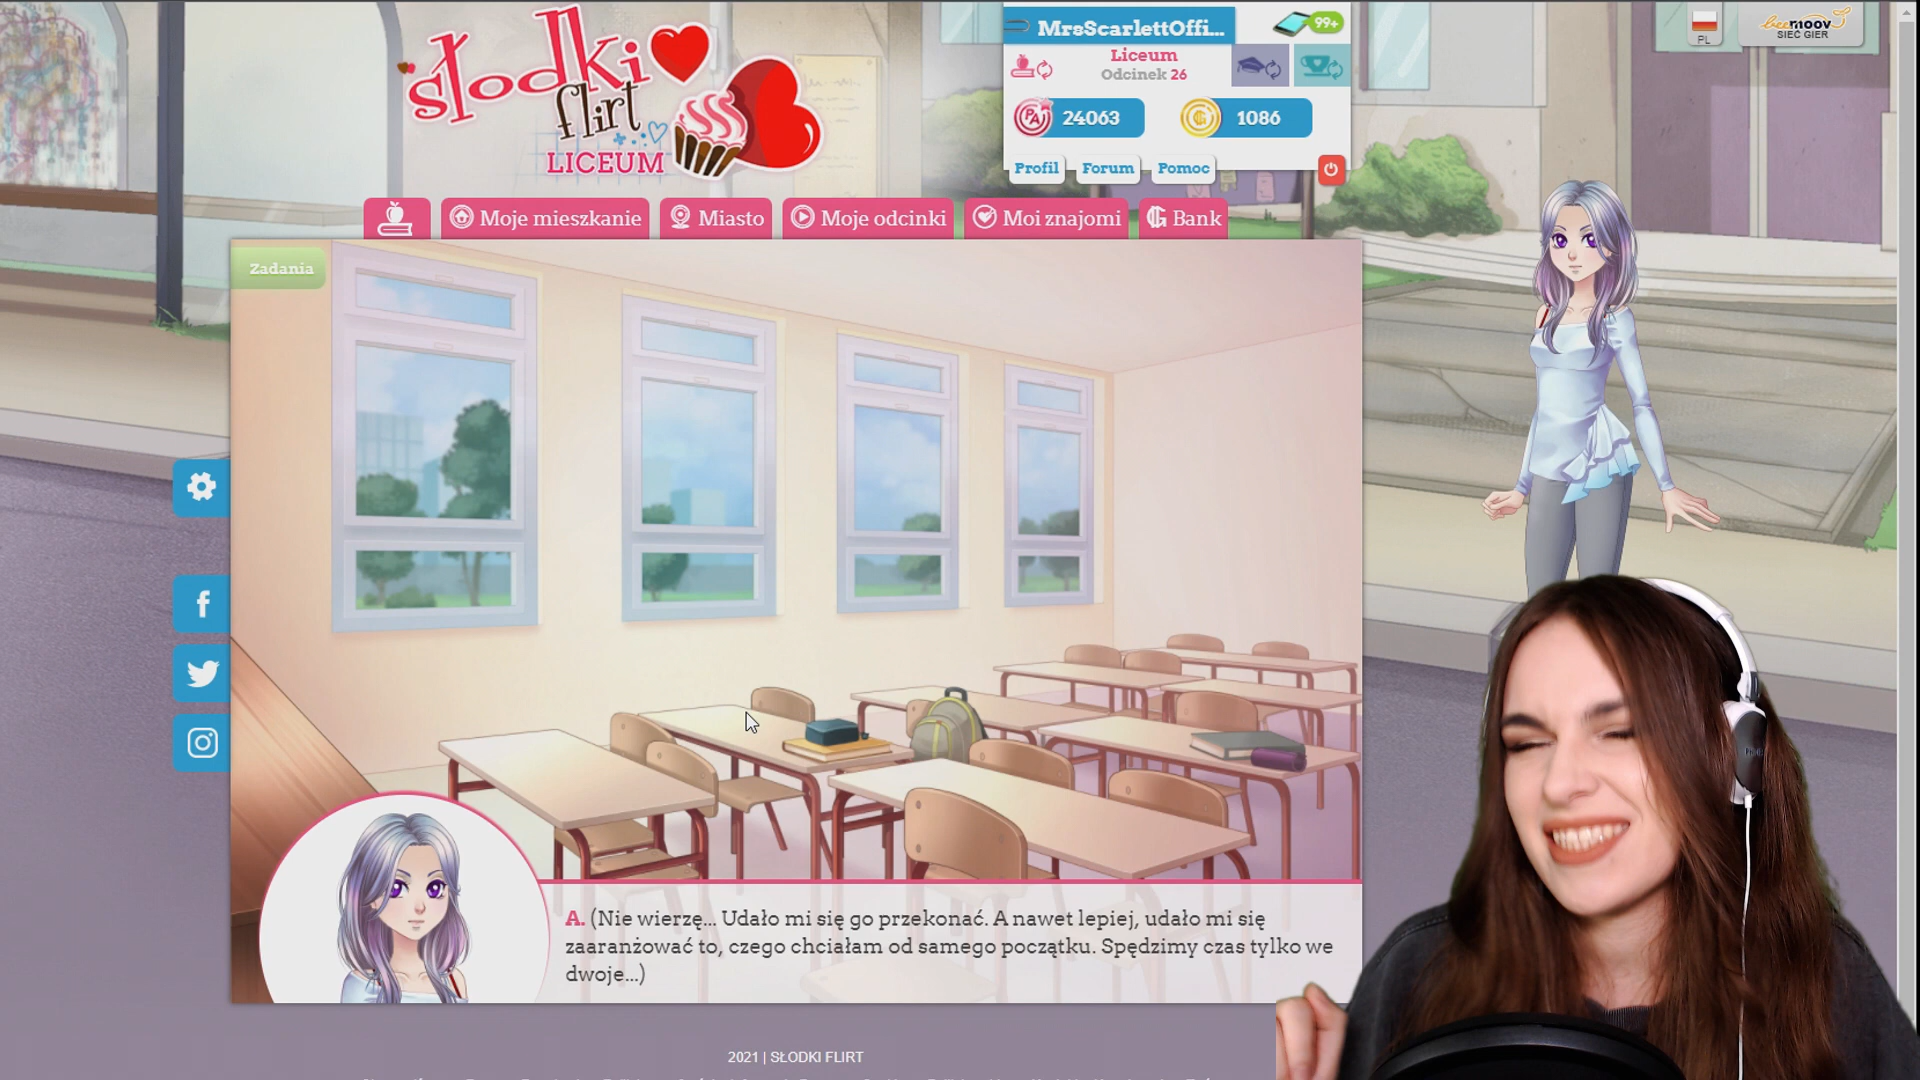 słodki
flirt
LICEUM
MrsScarlettOffi...
99+
Liceum
Odcinek 26
PA 24063
G 1086
Profil
Forum
Pomoc
PL
beemoov
SIEĆ GIER
Moje mieszkanie
Miasto
Moje odcinki
Moi znajomi
Bank
Zadania
A. (Nie wierzę... Udało mi się go przekonać. A nawet lepiej, udało mi się
zaaranżować to, czego chciałam od samego początku. Spędzimy czas tylko we
dwoje...)
2021 | SŁODKI FLIRT